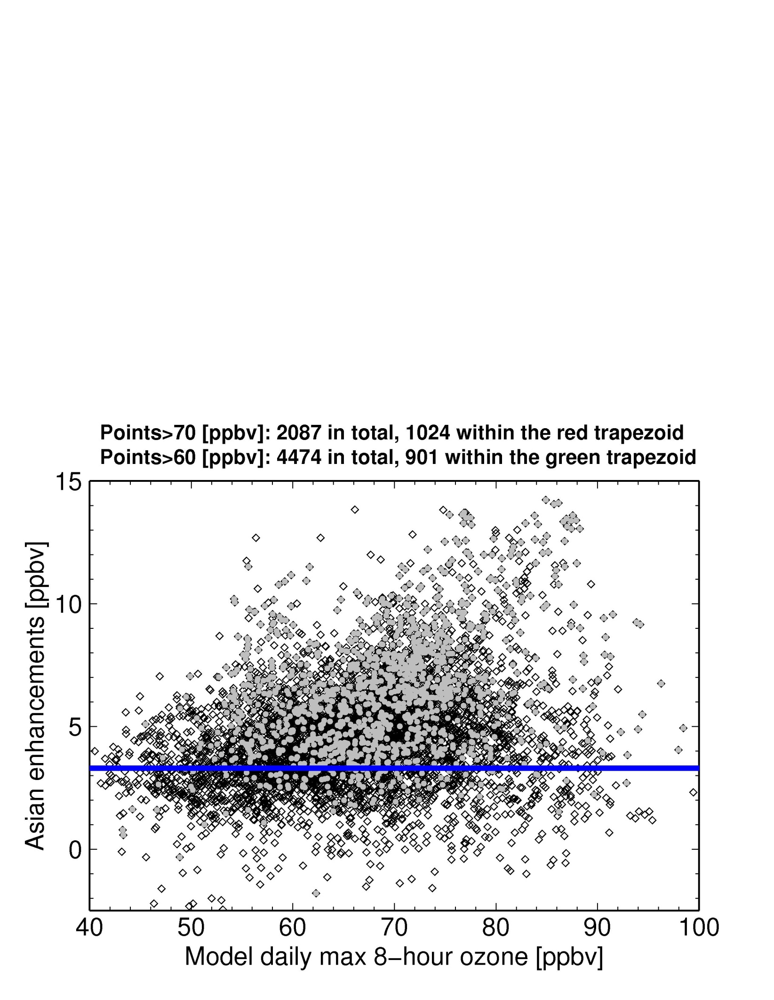 Points>70 [ppbv]: 2087 in total, 1024 within the red trapezoid
Points>60 [ppbv]: 4474 in total, 901 within the green trapezoid
15
10
5
0
Asian enhancements [ppbv]
40 50 60 70 80 90 100
Model daily max 8−hour ozone [ppbv]